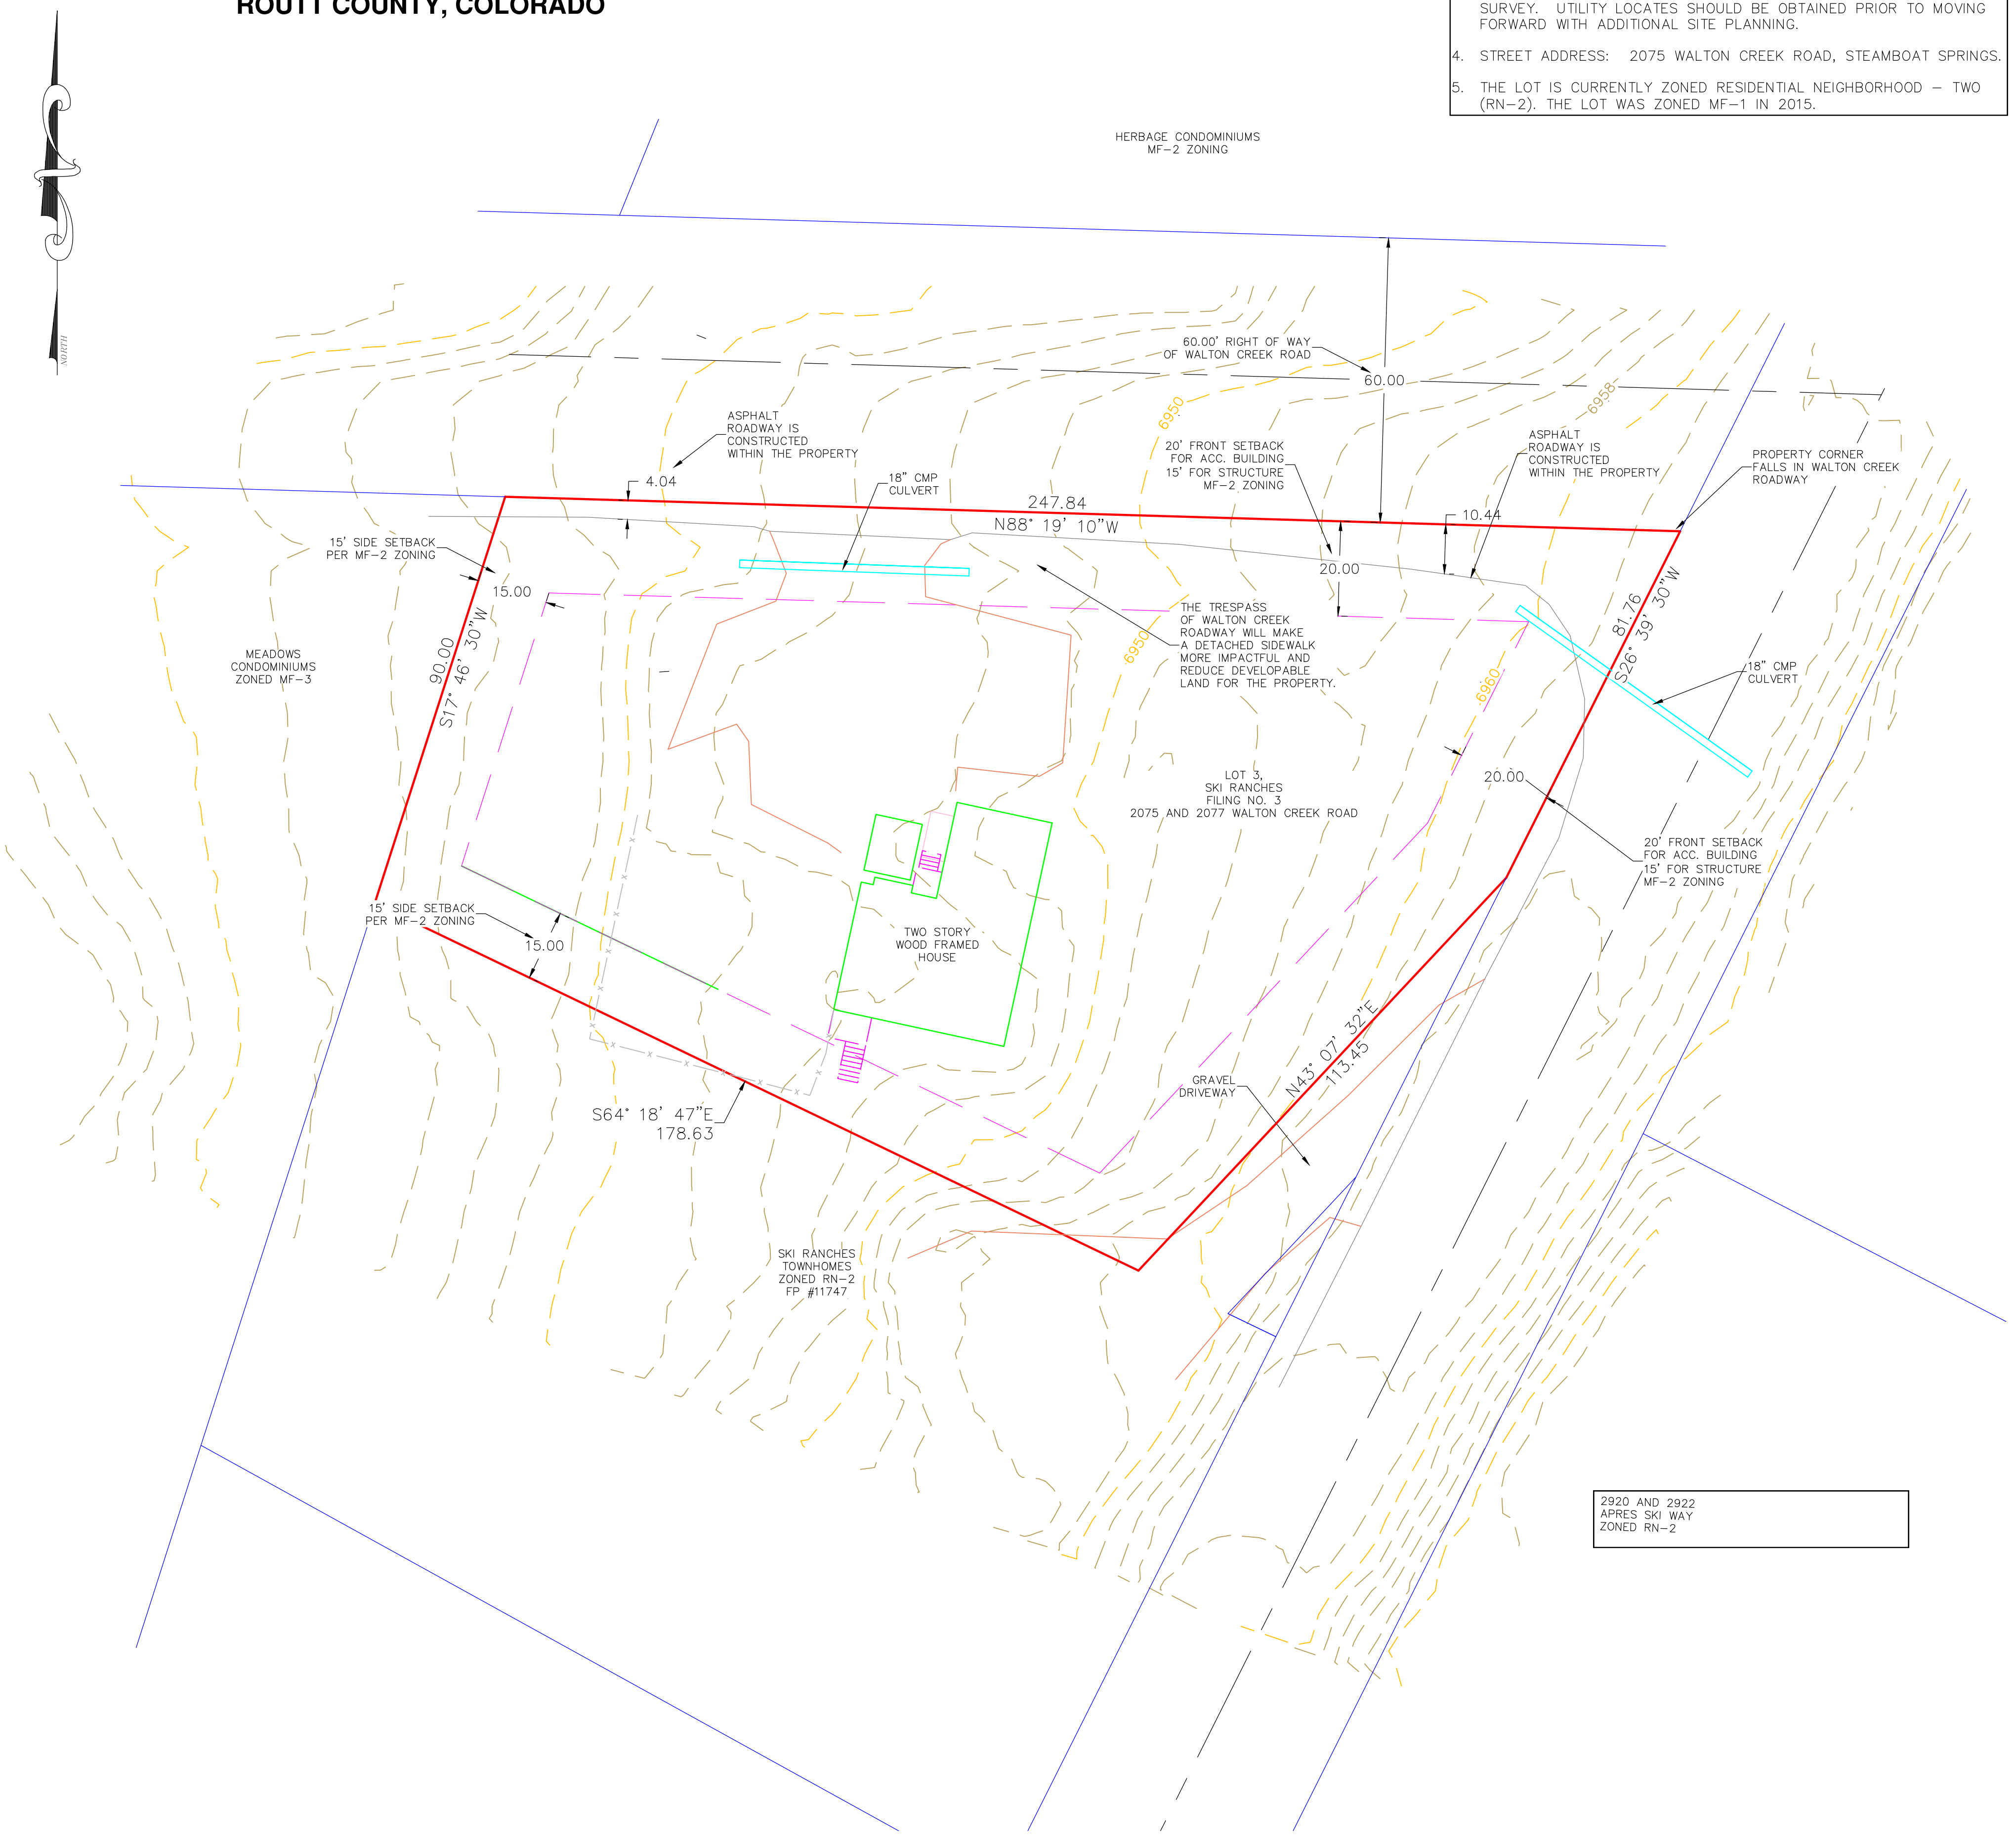 ROUTT COUNTY, COLORADO
SURVEY. UTILITY LOCATES SHOULD BE OBTAINED PRIOR TO MOVING
FORWARD WITH ADDITIONAL SITE PLANNING.
4. STREET ADDRESS: 2075 WALTON CREEK ROAD, STEAMBOAT SPRINGS.
5. THE LOT IS CURRENTLY ZONED RESIDENTIAL NEIGHBORHOOD – TWO
(RN–2). THE LOT WAS ZONED MF–1 IN 2015.
NORTH
HERBAGE CONDOMINIUMS
MF–2 ZONING
60.00' RIGHT OF WAY
OF WALTON CREEK ROAD
60.00
6958
6950
ASPHALT
ROADWAY IS
CONSTRUCTED
WITHIN THE PROPERTY
20' FRONT SETBACK
FOR ACC. BUILDING
15' FOR STRUCTURE
MF–2 ZONING
ASPHALT
ROADWAY IS
CONSTRUCTED
WITHIN THE PROPERTY
PROPERTY CORNER
FALLS IN WALTON CREEK
ROADWAY
4.04
18" CMP
CULVERT
247.84
N88° 19' 10"W
10.44
15' SIDE SETBACK
PER MF–2 ZONING
15.00
20.00
90.00
S17° 46' 30"W
81.76
S26° 39' 30"W
THE TRESPASS
OF WALTON CREEK
ROADWAY WILL MAKE
A DETACHED SIDEWALK
MORE IMPACTFUL AND
REDUCE DEVELOPABLE
LAND FOR THE PROPERTY.
6950
6960
MEADOWS
CONDOMINIUMS
ZONED MF–3
18" CMP
CULVERT
LOT 3,
SKI RANCHES
FILING NO. 3
2075 AND 2077 WALTON CREEK ROAD
20.00
20' FRONT SETBACK
FOR ACC. BUILDING
15' FOR STRUCTURE
MF–2 ZONING
15' SIDE SETBACK
PER MF–2 ZONING
15.00
TWO STORY
WOOD FRAMED
HOUSE
N43° 07' 32"E
113.45
GRAVEL
DRIVEWAY
S64° 18' 47"E
178.63
SKI RANCHES
TOWNHOMES
ZONED RN–2
FP #11747
2920 AND 2922
APRES SKI WAY
ZONED RN–2